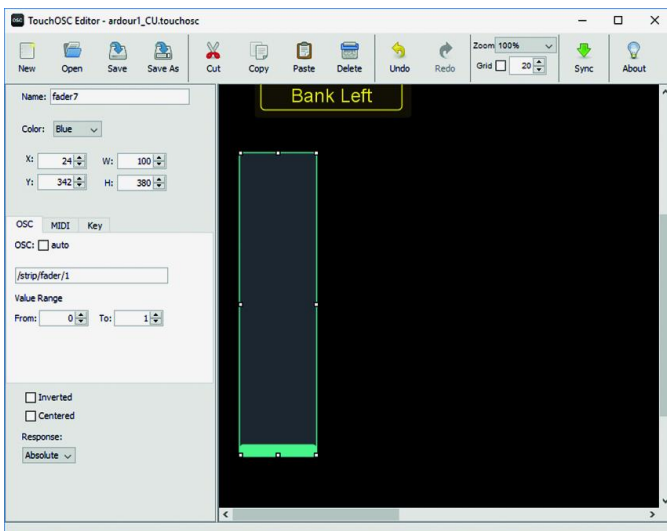 OSC TouchOSC Editor - ardour1_CU.touchosc
New Open Save Save As Cut Copy Paste Delete Undo Redo Zoom 100% Grid 20 Sync About
Name: fader7
Color: Blue
X: 24 W: 100
Y: 342 H: 380
OSC MIDI Key
OSC: auto
/strip/fader/1
Value Range
From: 0 To: 1
Inverted
Centered
Response:
Absolute
Bank Left